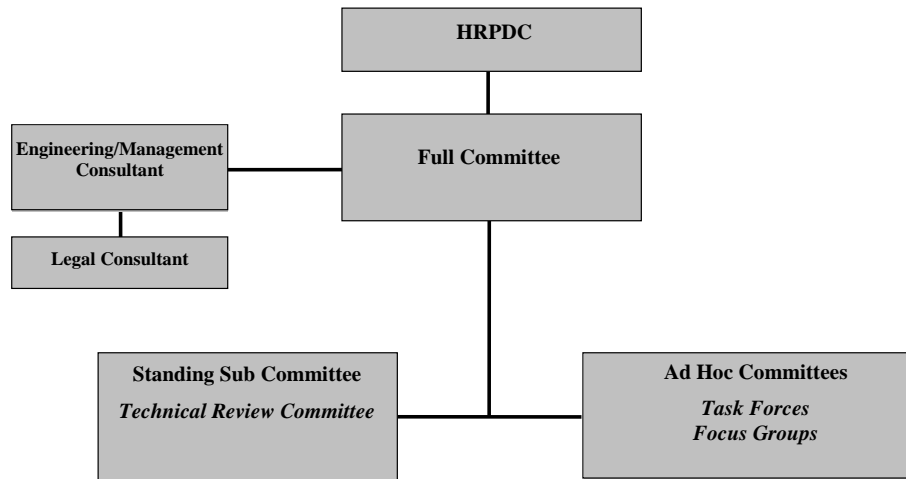 HRPDC
Full Committee
Engineering/Management
Consultant
Legal Consultant
Standing Sub Committee
Technical Review Committee
Ad Hoc Committees
Task Forces
Focus Groups